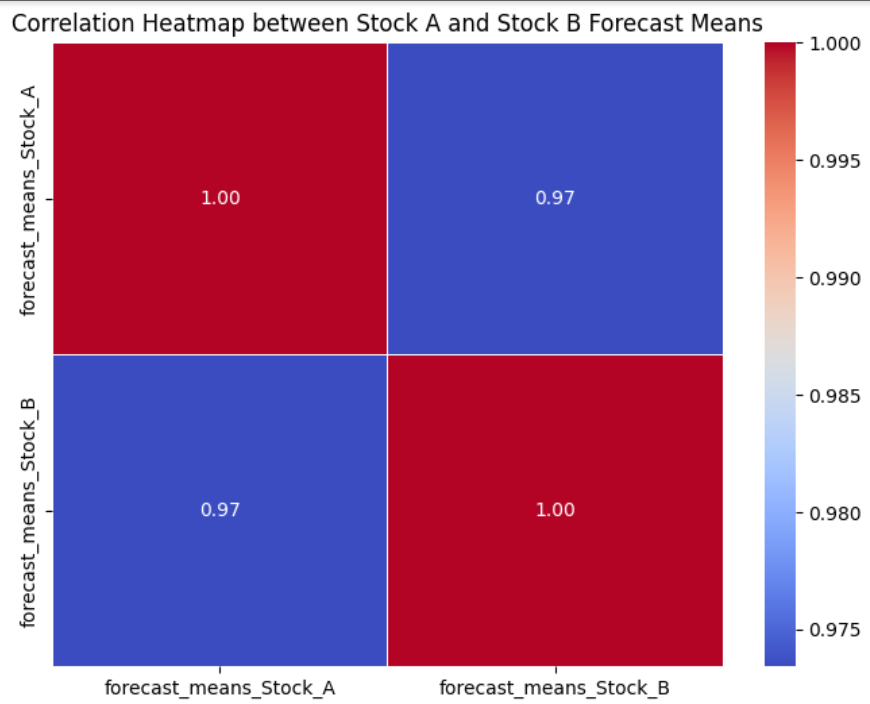 Correlation Heatmap between Stock A and Stock B Forecast Means
forecast_means_Stock_A
1.00
0.97
forecast_means_Stock_B
0.97
1.00
forecast_means_Stock_A
forecast_means_Stock_B
1.000
0.995
0.990
0.985
0.980
0.975